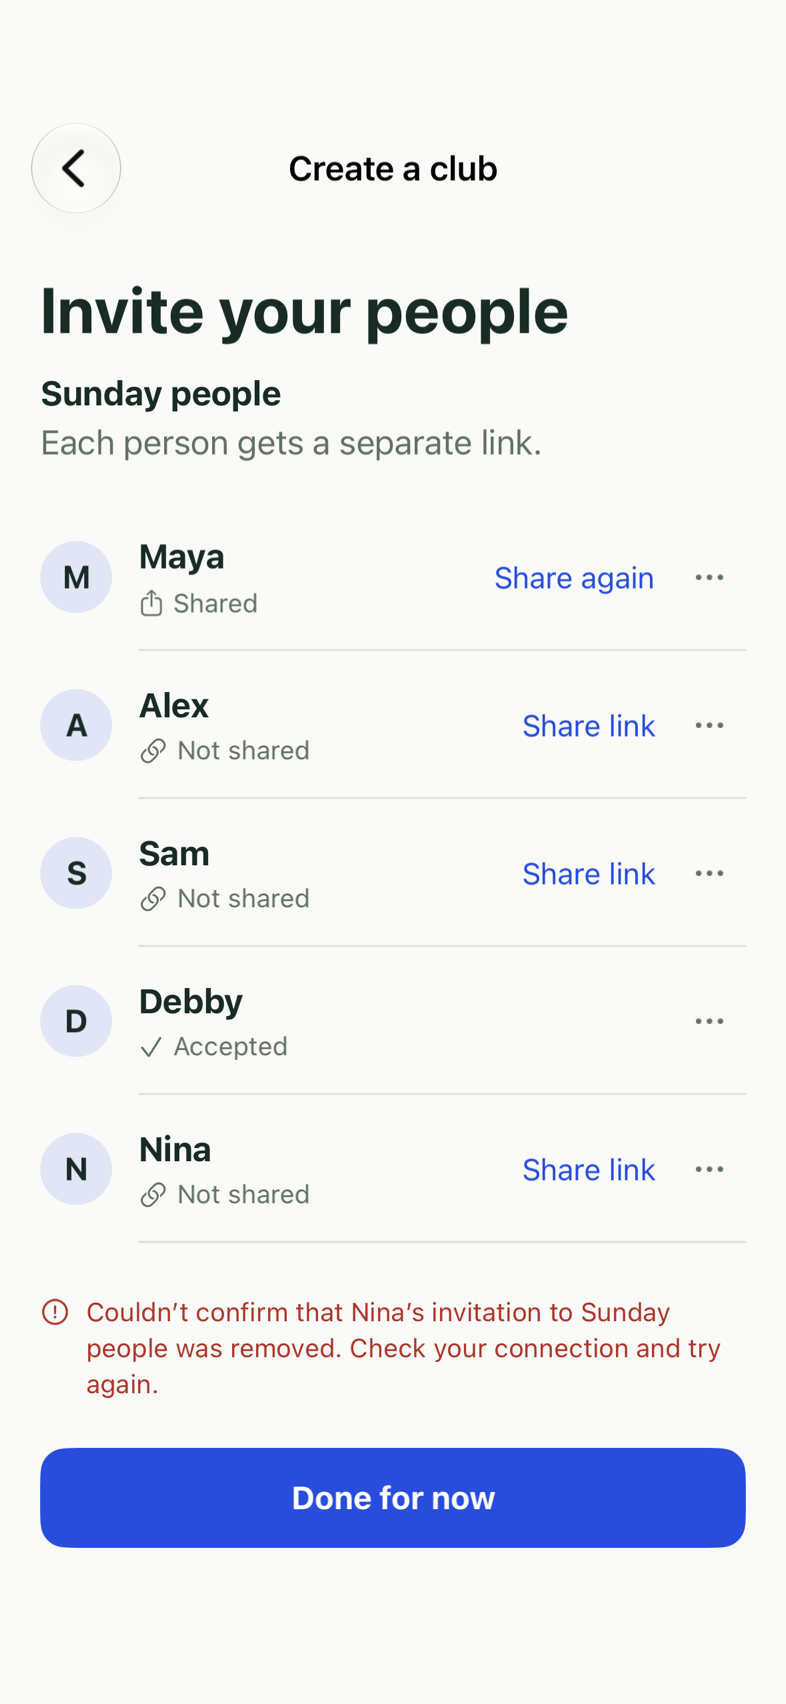 Create a club
Invite your people
Sunday people
Each person gets a separate link.
M
Maya
Shared
Share again
A
Alex
Not shared
Share link
S
Sam
Not shared
Share link
D
Debby
Accepted
N
Nina
Not shared
Share link
Couldn’t confirm that Nina’s invitation to Sunday
people was removed. Check your connection and try
again.
Done for now